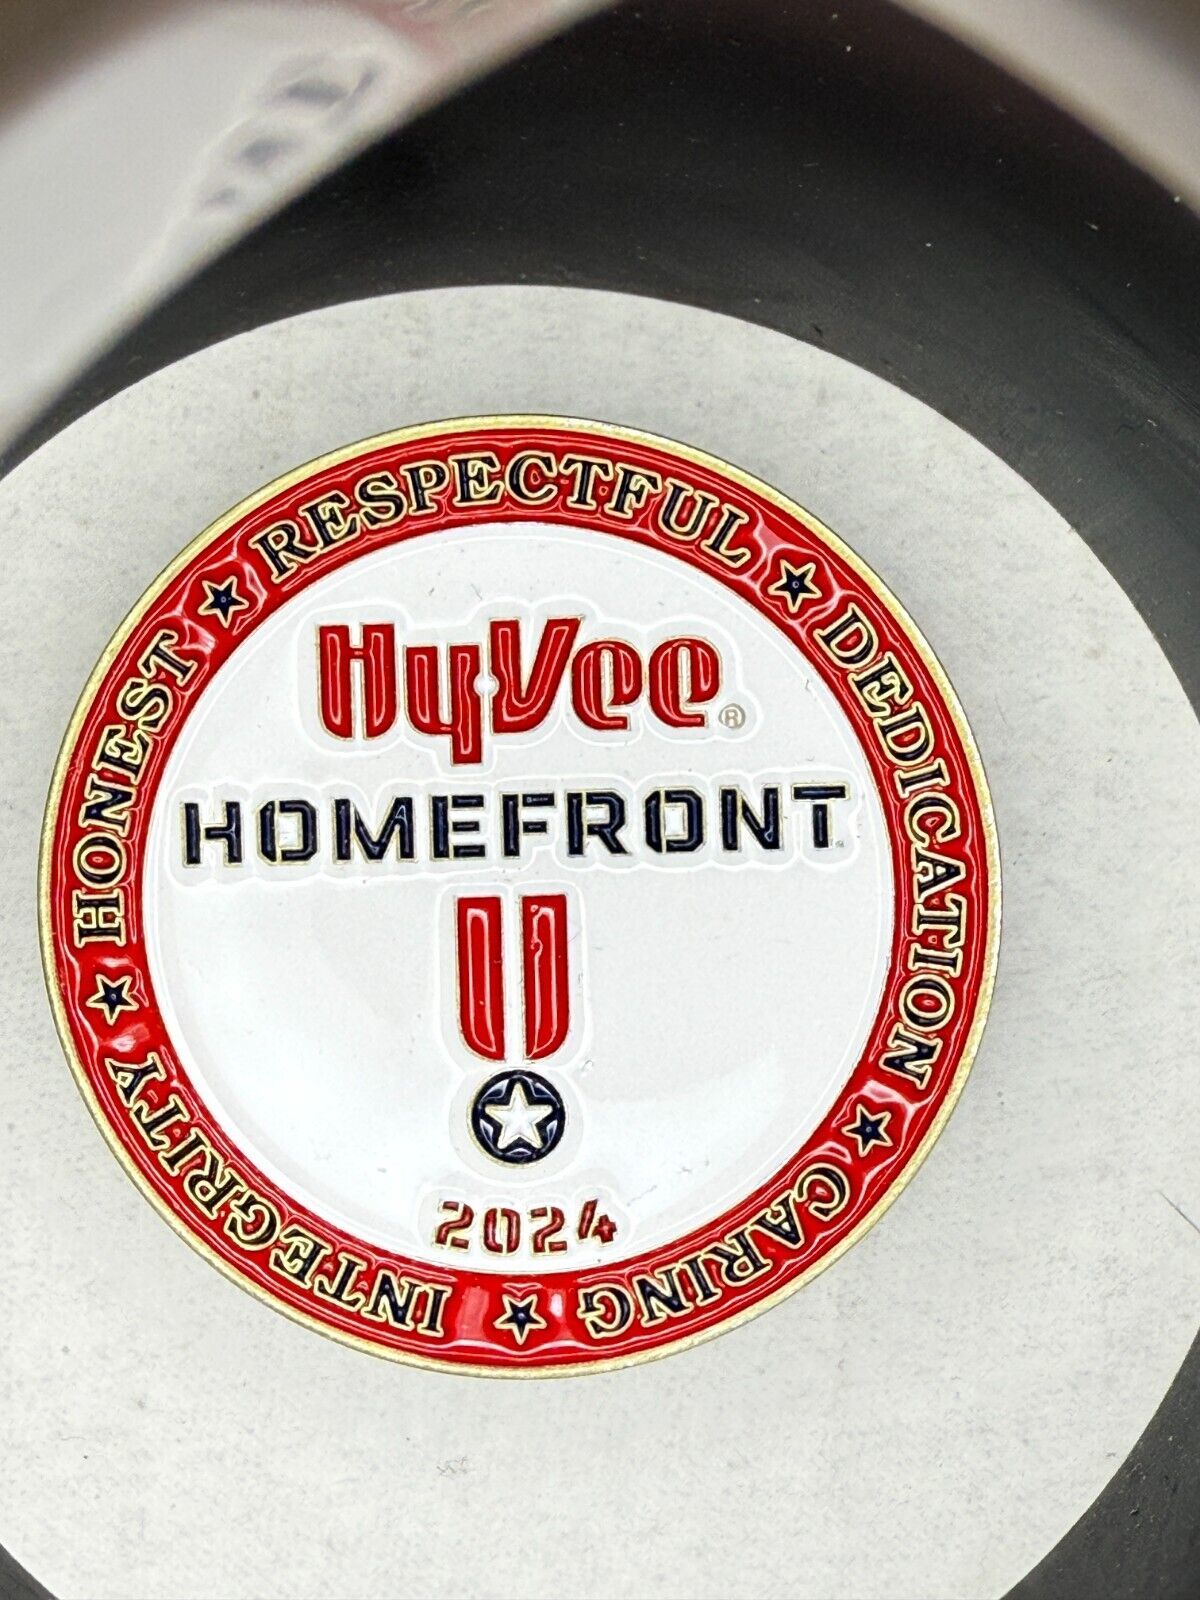 HONEST ★ RESPECTFUL ★ DEDICATION ★ CARING ★ INTEGRITY ★
HyVee®
HOMEFRONT
2024